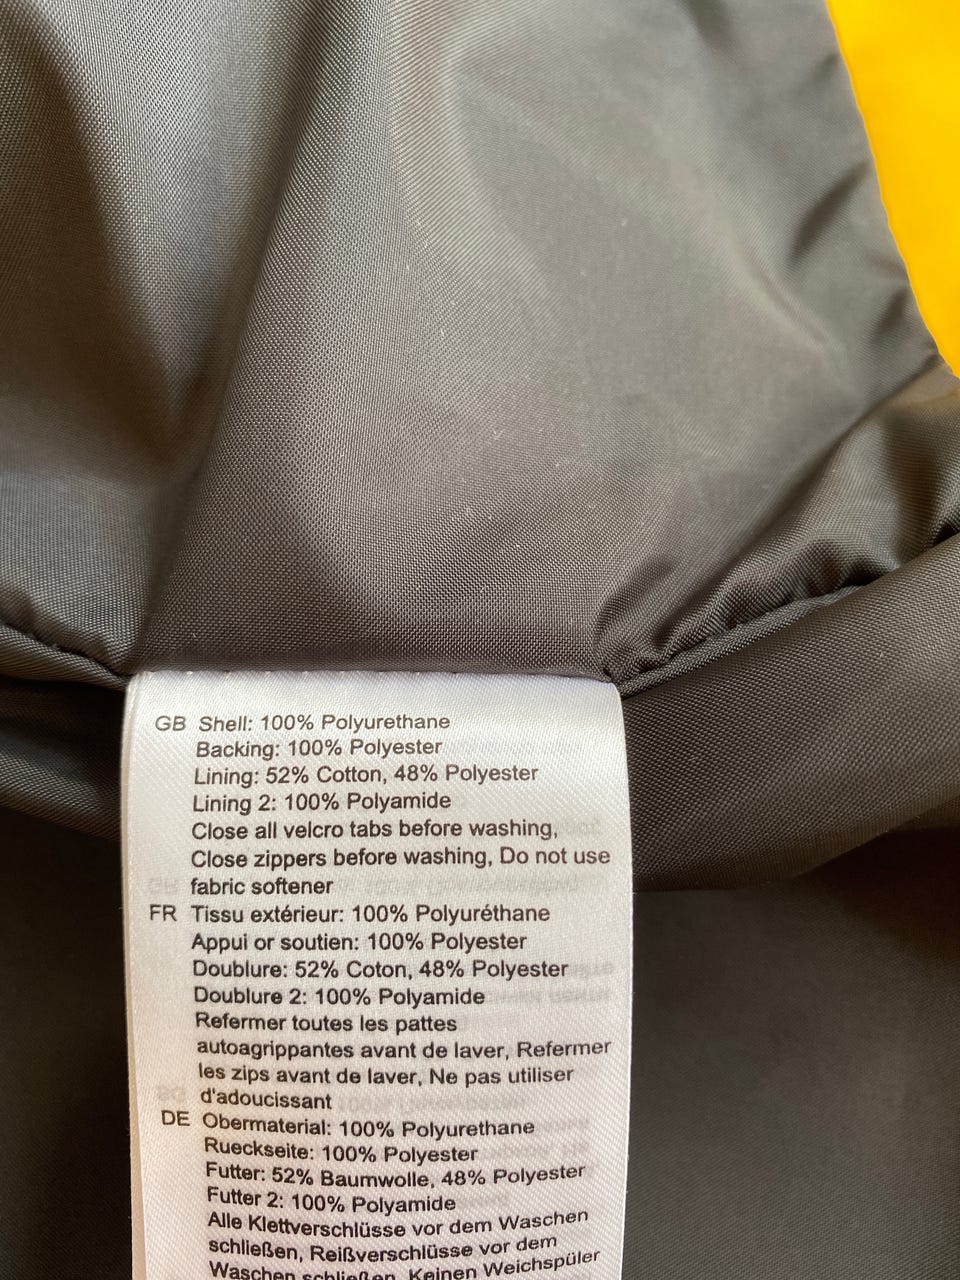 GB Shell: 100% Polyurethane
Backing: 100% Polyester
Lining: 52% Cotton, 48% Polyester
Lining 2: 100% Polyamide
Close all velcro tabs before washing,
Close zippers before washing, Do not use
fabric softener
FR Tissu extérieur: 100% Polyuréthane
Appui or soutien: 100% Polyester
Doublure: 52% Coton, 48% Polyester
Doublure 2: 100% Polyamide
Refermer toutes les pattes
autoagrippantes avant de laver, Refermer
les zips avant de laver, Ne pas utiliser
d'adoucissant
DE Obermaterial: 100% Polyurethane
Rueckseite: 100% Polyester
Futter: 52% Baumwolle, 48% Polyester
Futter 2: 100% Polyamide
Alle Klettverschlüsse vor dem Waschen
schließen, Reißverschlüsse vor dem
Waschen schließen, Keinen Weichspüler